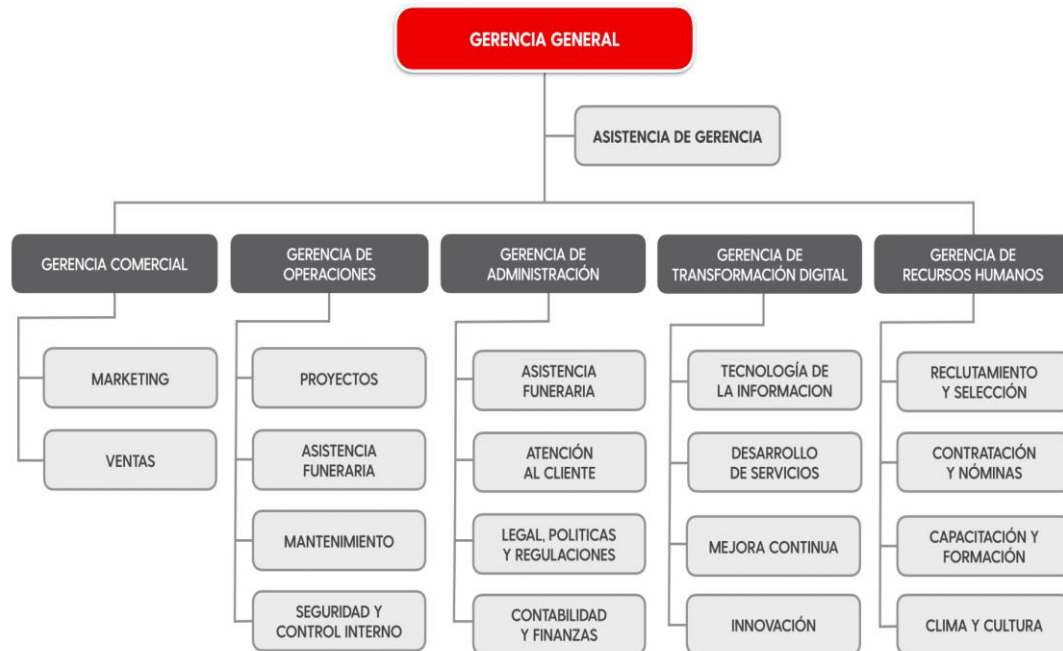 GERENCIA GENERAL
ASISTENCIA DE GERENCIA
GERENCIA COMERCIAL
MARKETING
VENTAS
GERENCIA DE
OPERACIONES
PROYECTOS
ASISTENCIA
FUNERARIA
MANTENIMIENTO
SEGURIDAD Y
CONTROL INTERNO
GERENCIA DE
ADMINISTRACIÓN
ASISTENCIA
FUNERARIA
ATENCIÓN
AL CLIENTE
LEGAL, POLITICAS
Y REGULACIONES
CONTABILIDAD
Y FINANZAS
GERENCIA DE
TRANSFORMACIÓN DIGITAL
TECNOLOGÍA DE
LA INFORMACION
DESARROLLO
DE SERVICIOS
MEJORA CONTINUA
INNOVACIÓN
GERENCIA DE
RECURSOS HUMANOS
RECLUTAMIENTO
Y SELECCIÓN
CONTRATACIÓN
Y NÓMINAS
CAPACITACIÓN Y
FORMACIÓN
CLIMA Y CULTURA